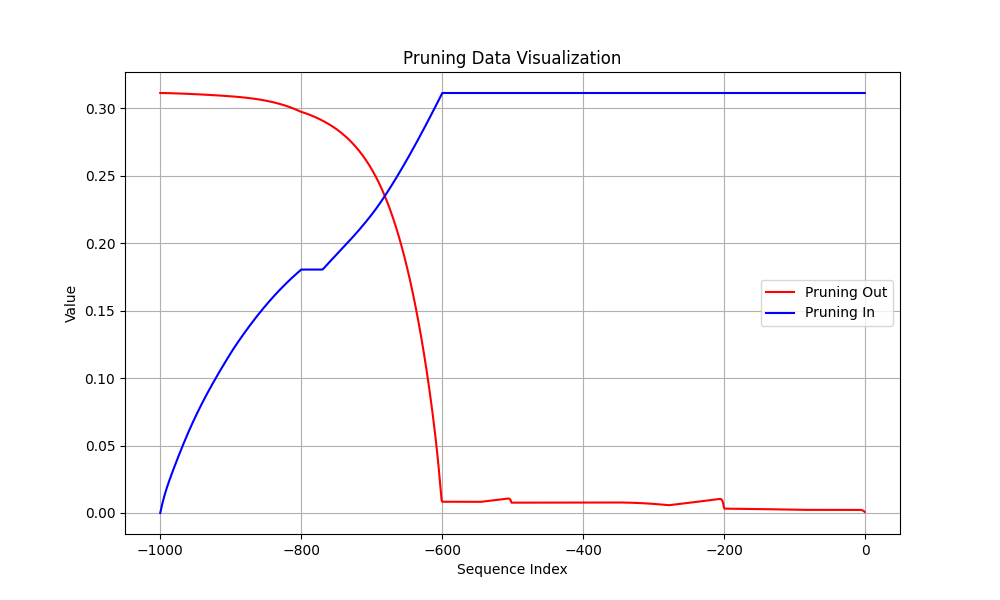 Pruning Data Visualization
0.30
0.25
0.20
0.15
0.10
0.05
0.00
Value
Pruning Out
Pruning In
−1000 −800 −600 −400 −200 0
Sequence Index